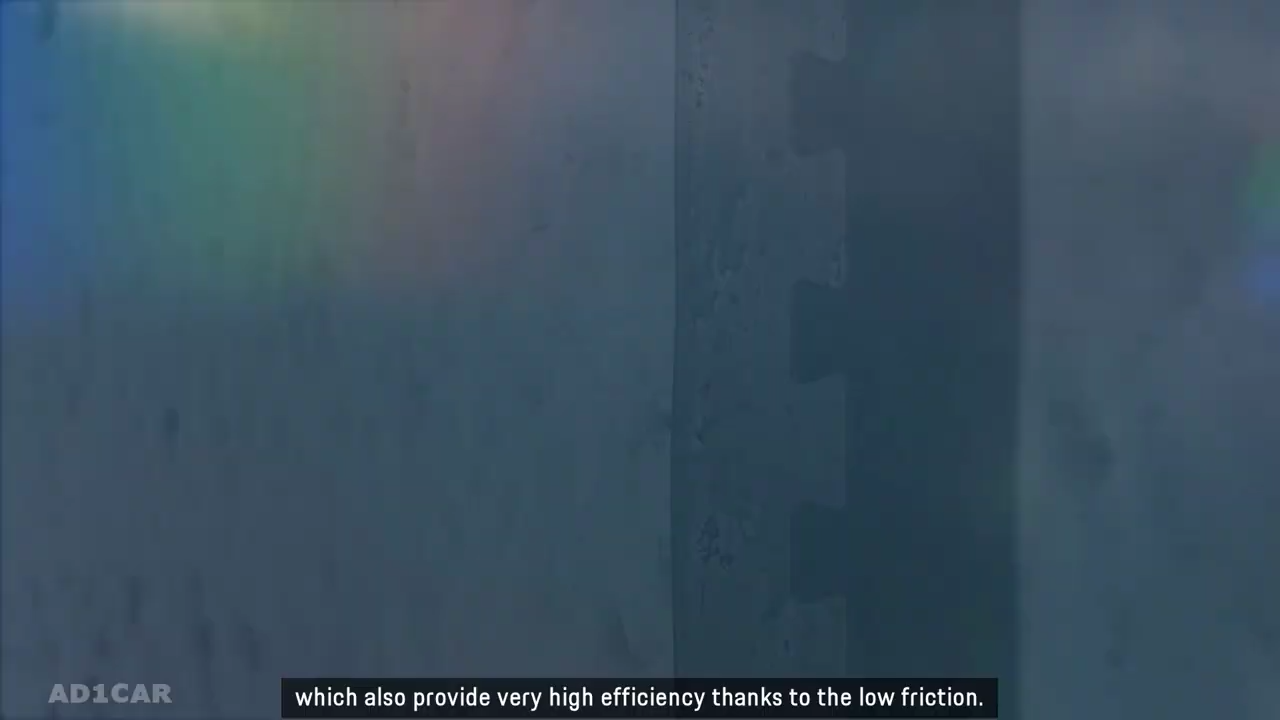 AD1CAR
which also provide very high efficiency thanks to the low friction.